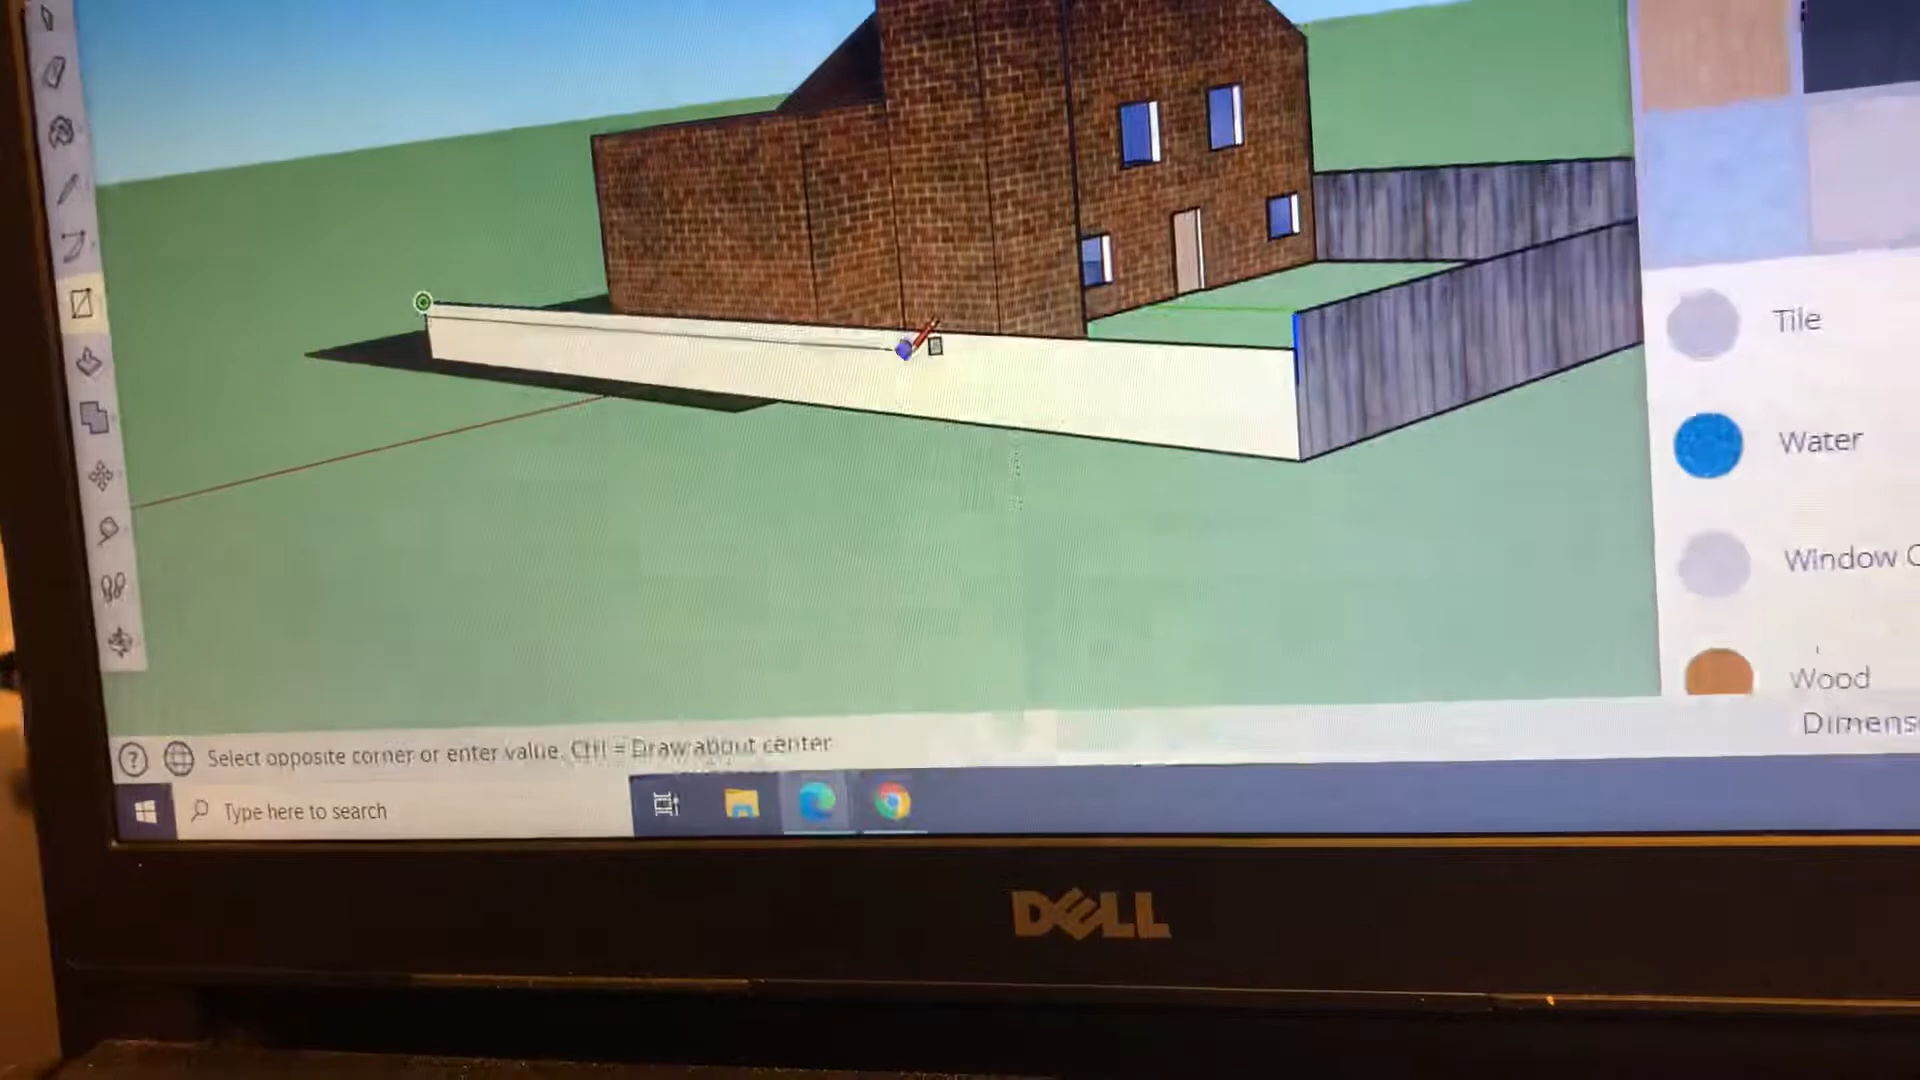 Tile
Water
Window
Wood
Dimens
? Select opposite corner or enter value. Ctrl = Draw about center
Type here to search
DELL